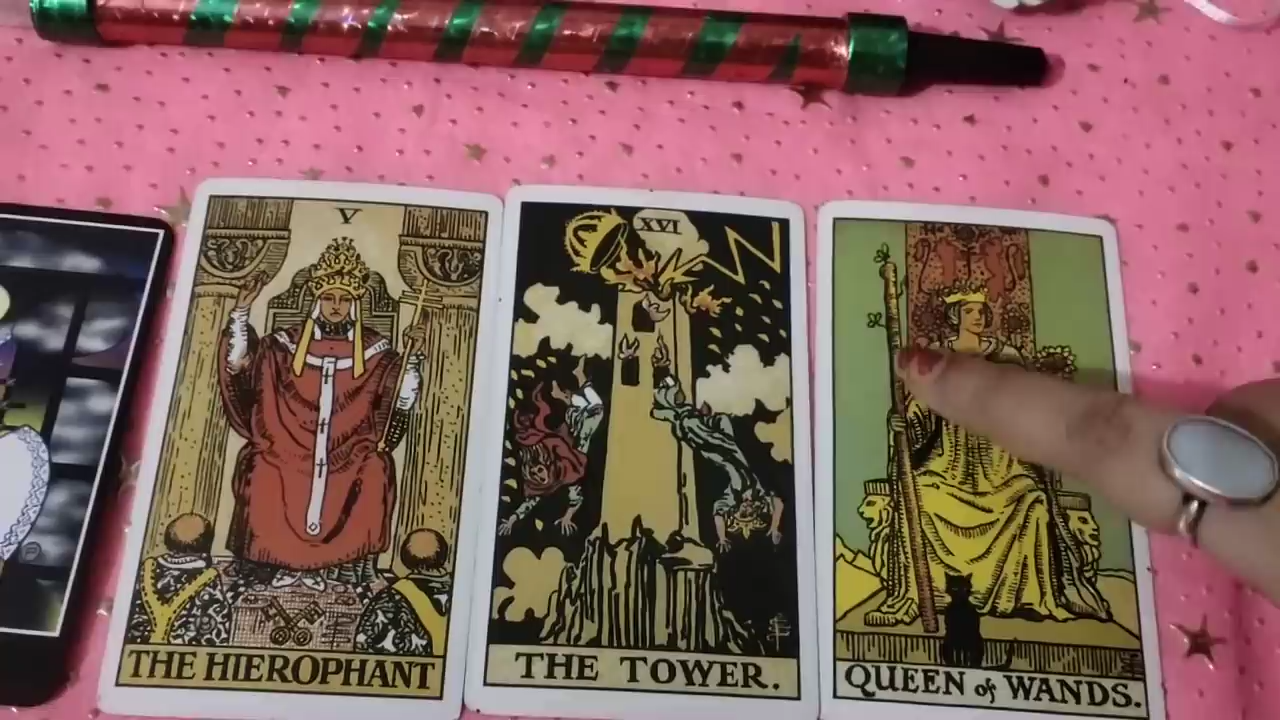 V
XVI
THE HIEROPHANT
THE TOWER.
QUEEN of WANDS.